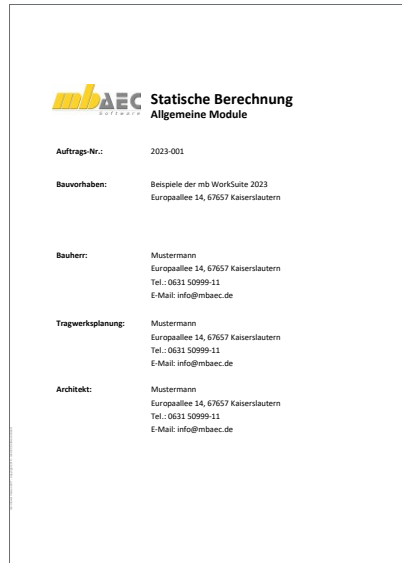 mbAEC
Software
Statische Berechnung
Allgemeine Module
Auftrags-Nr.: 2023-001
Bauvorhaben: Beispiele der mb WorkSuite 2023
Europaallee 14, 67657 Kaiserslautern
Bauherr: Mustermann
Europaallee 14, 67657 Kaiserslautern
Tel.: 0631 50999-11
E-Mail: info@mbaec.de
Tragwerksplanung: Mustermann
Europaallee 14, 67657 Kaiserslautern
Tel.: 0631 50999-11
E-Mail: info@mbaec.de
Architekt: Mustermann
Europaallee 14, 67657 Kaiserslautern
Tel.: 0631 50999-11
E-Mail: info@mbaec.de